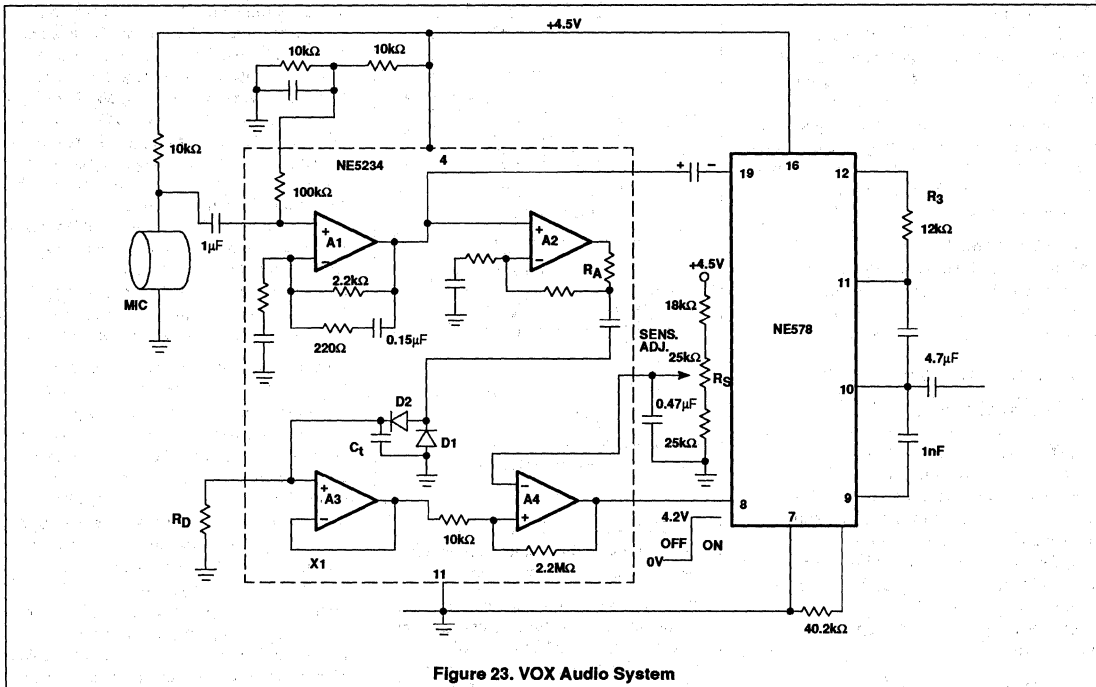 +4.5V
10kΩ
10kΩ
10kΩ
NE5234
4
100kΩ
1μF
MIC
+
A1
−
2.2kΩ
220Ω
0.15μF
+
A2
−
RA
+ −
19
16
12
R3
12kΩ
11
NE578
10
4.7μF
1nF
9
8
7
40.2kΩ
+4.5V
18kΩ
SENS.
ADJ.
25kΩ
RS
0.47μF
25kΩ
D2
D1
Ct
RD
+
A3
−
X1
10kΩ
−
A4
+
2.2MΩ
11
4.2V
OFF ON
0V
Figure 23. VOX Audio System